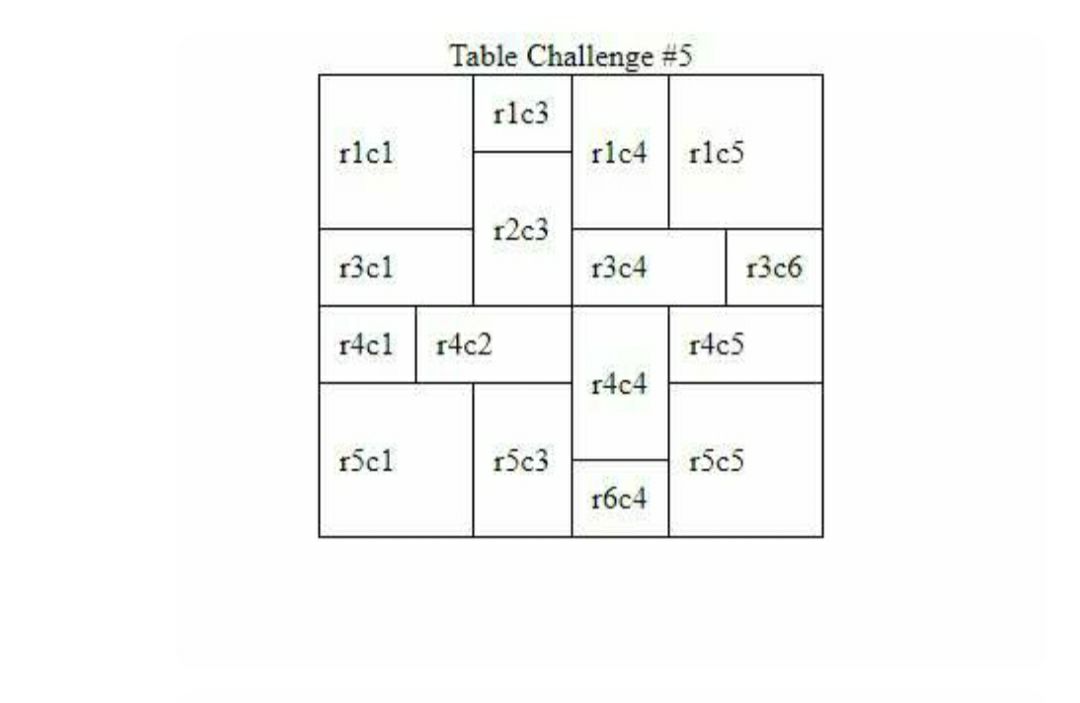 Table Challenge #5
r1c1
r1c3
r1c4
r1c5
r2c3
r3c1
r3c4
r3c6
r4c1
r4c2
r4c4
r4c5
r5c1
r5c3
r5c5
r6c4